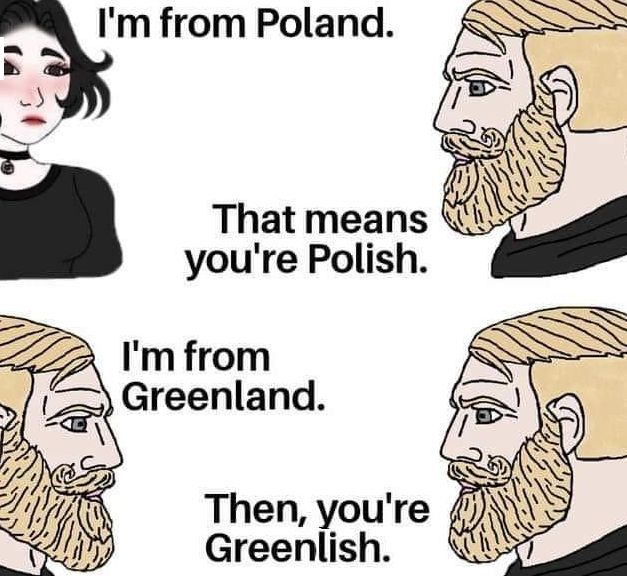 I'm from Poland.
That means
you're Polish.
I'm from
Greenland.
Then, you're
Greenlish.